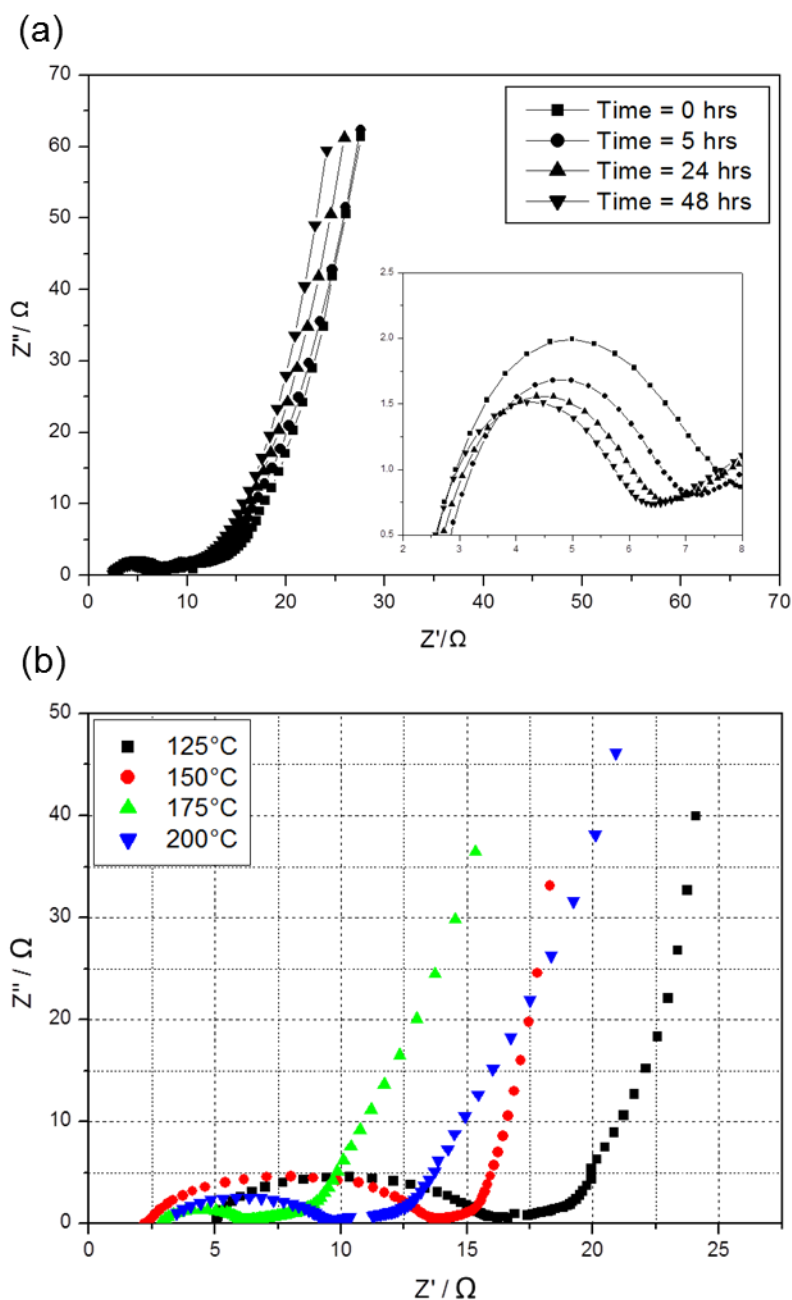 (a)
70
60
50
40
30
20
10
0
Z"/ Ω
Time = 0 hrs
Time = 5 hrs
Time = 24 hrs
Time = 48 hrs
2.5
2.0
1.5
1.0
0.5
2 3 4 5 6 7 8
0 10 20 30 40 50 60 70
Z'/Ω
(b)
50
40
30
20
10
0
Z" / Ω
125°C
150°C
175°C
200°C
0 5 10 15 20 25
Z' / Ω